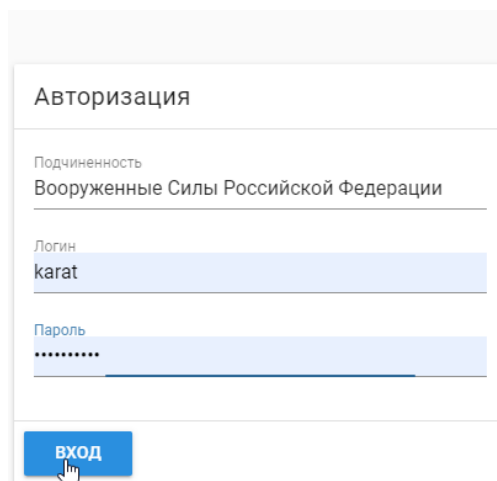 Авторизация
Подчиненность
Вооруженные Силы Российской Федерации
Логин
karat
Пароль
••••••••••
ВХОД